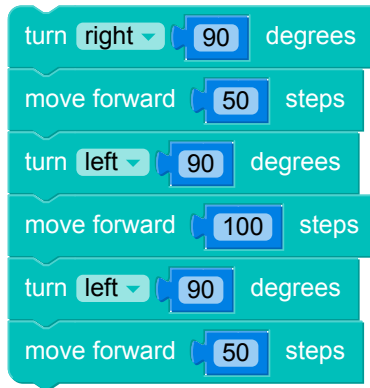 turn right 90 degrees
move forward 50 steps
turn left 90 degrees
move forward 100 steps
turn left 90 degrees
move forward 50 steps